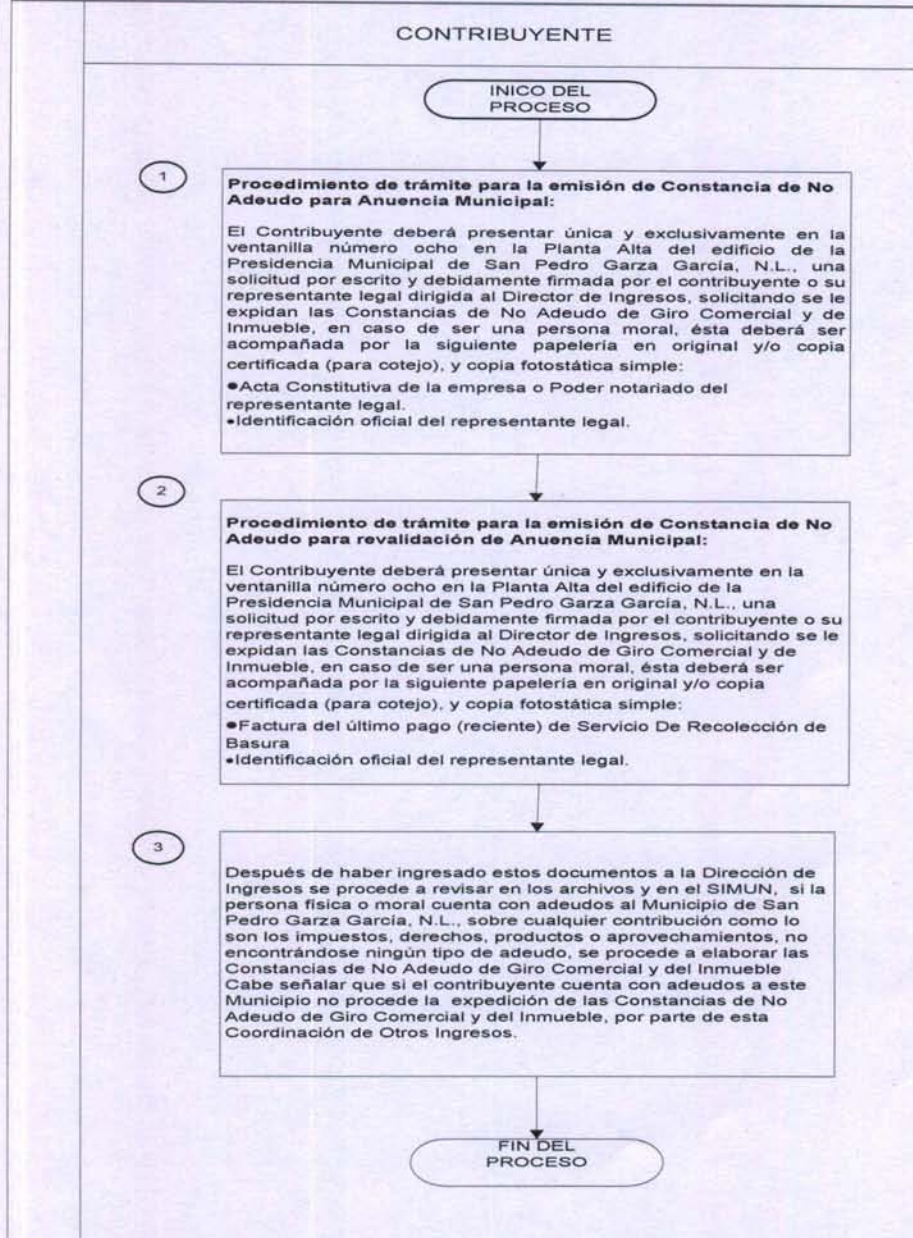 CONTRIBUYENTE
INICO DEL
PROCESO
1
Procedimiento de trámite para la emisión de Constancia de No
Adeudo para Anuencia Municipal:
El Contribuyente deberá presentar única y exclusivamente en la
ventanilla número ocho en la Planta Alta del edificio de la
Presidencia Municipal de San Pedro Garza García, N.L., una
solicitud por escrito y debidamente firmada por el contribuyente o su
representante legal dirigida al Director de Ingresos, solicitando se le
expidan las Constancias de No Adeudo de Giro Comercial y de
Inmueble, en caso de ser una persona moral, ésta deberá ser
acompañada por la siguiente papelería en original y/o copia
certificada (para cotejo), y copia fotostática simple:
●Acta Constitutiva de la empresa o Poder notariado del
representante legal.
●Identificación oficial del representante legal.
2
Procedimiento de trámite para la emisión de Constancia de No
Adeudo para revalidación de Anuencia Municipal:
El Contribuyente deberá presentar única y exclusivamente en la
ventanilla número ocho en la Planta Alta del edificio de la
Presidencia Municipal de San Pedro Garza García, N.L., una
solicitud por escrito y debidamente firmada por el contribuyente o su
representante legal dirigida al Director de Ingresos, solicitando se le
expidan las Constancias de No Adeudo de Giro Comercial y de
Inmueble, en caso de ser una persona moral, ésta deberá ser
acompañada por la siguiente papelería en original y/o copia
certificada (para cotejo), y copia fotostática simple:
●Factura del último pago (reciente) de Servicio De Recolección de
Basura
●Identificación oficial del representante legal.
3
Después de haber ingresado estos documentos a la Dirección de
Ingresos se procede a revisar en los archivos y en el SIMUN, si la
persona física o moral cuenta con adeudos al Municipio de San
Pedro Garza García, N.L., sobre cualquier contribución como lo
son los impuestos, derechos, productos o aprovechamientos, no
encontrándose ningún tipo de adeudo, se procede a elaborar las
Constancias de No Adeudo de Giro Comercial y del Inmueble
Cabe señalar que si el contribuyente cuenta con adeudos a este
Municipio no procede la expedición de las Constancias de No
Adeudo de Giro Comercial y del Inmueble, por parte de esta
Coordinación de Otros Ingresos.
FIN DEL
PROCESO